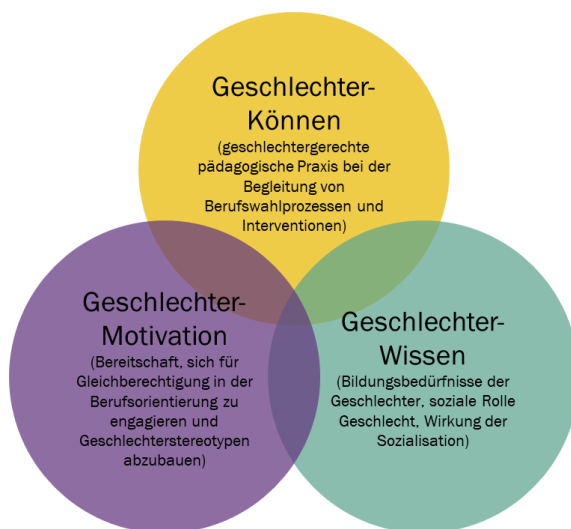 Geschlechter-
Können
(geschlechtergerechte
pädagogische Praxis bei der
Begleitung von
Berufswahlprozessen und
Interventionen)
Geschlechter-
Motivation
(Bereitschaft, sich für
Gleichberechtigung in der
Berufsorientierung zu
engagieren und
Geschlechterstereotypen
abzubauen)
Geschlechter-
Wissen
(Bildungsbedürfnisse der
Geschlechter, soziale Rolle
Geschlecht, Wirkung der
Sozialisation)